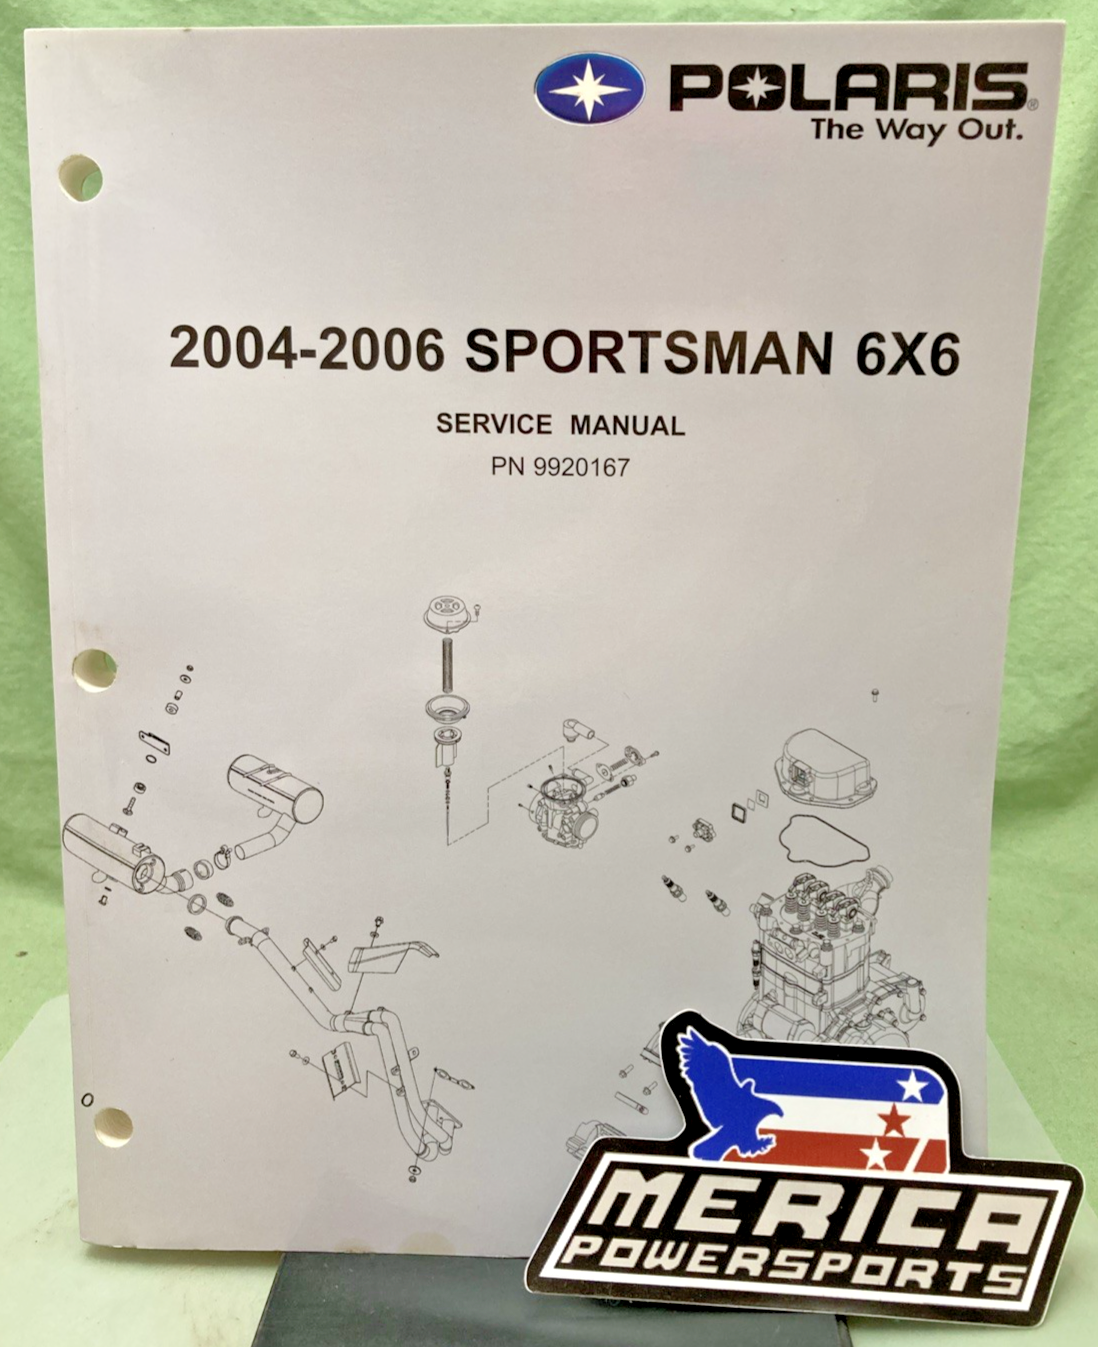 POLARIS®
The Way Out.
2004-2006 SPORTSMAN 6X6
SERVICE MANUAL
PN 9920167
MERICA
POWERSPORTS